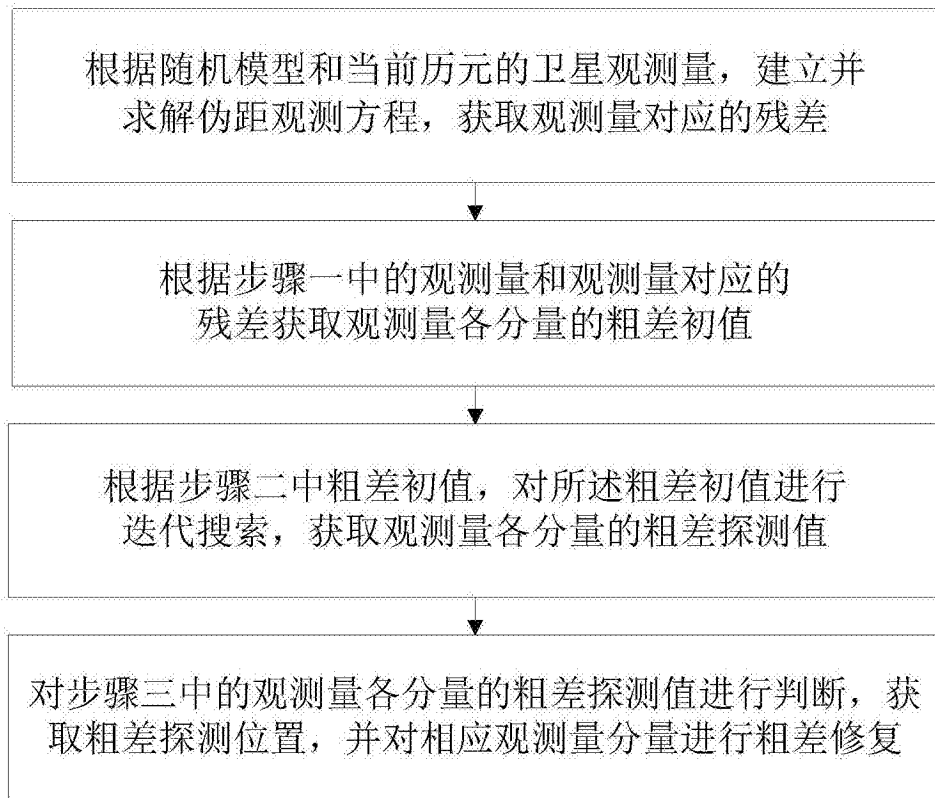 根据随机模型和当前历元的卫星观测量，建立并
求解伪距观测方程，获取观测量对应的残差
根据步骤一中的观测量和观测量对应的
残差获取观测量各分量的粗差初值
根据步骤二中粗差初值，对所述粗差初值进行
迭代搜索，获取观测量各分量的粗差探测值
对步骤三中的观测量各分量的粗差探测值进行判断，获
取粗差探测位置，并对相应观测量分量进行粗差修复